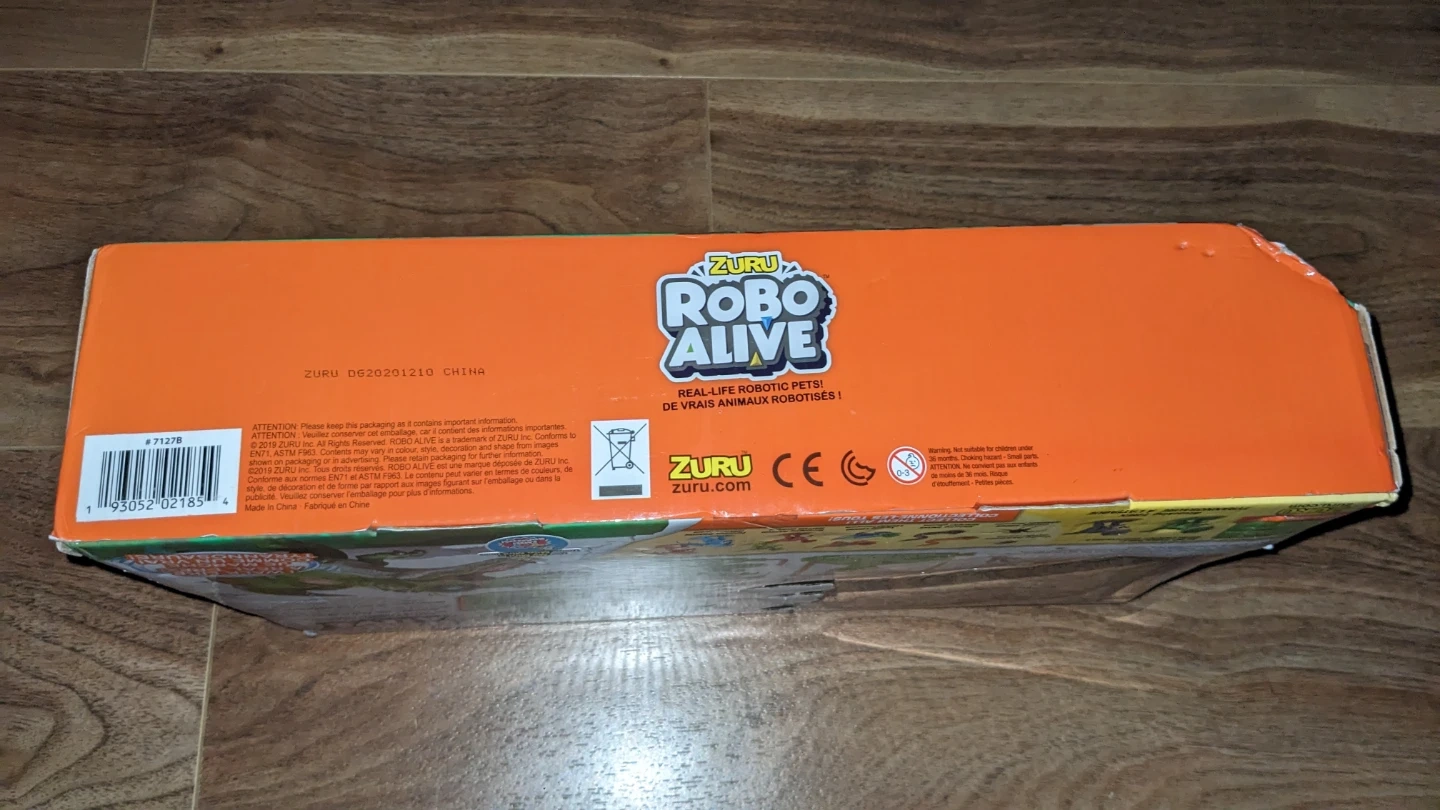 ZURU
ROBO
ALIVE
™
REAL-LIFE ROBOTIC PETS!
DE VRAIS ANIMAUX ROBOTISÉS !
ZURU DG20201210 CHINA
# 7127B
1 93052 02185 4
ATTENTION: Please keep this packaging as it contains important information.
ATTENTION : Veuillez conserver cet emballage, car il contient des informations importantes.
© 2019 ZURU Inc. All Rights Reserved. ROBO ALIVE is a trademark of ZURU Inc. Conforms to
EN71, ASTM F963. Contents may vary in colour, style, decoration and shape from images
shown on packaging or in advertising. Please retain packaging for further information.
©2019 ZURU Inc. Tous droits réservés. ROBO ALIVE est une marque déposée de ZURU Inc.
Conforme aux normes EN71 et ASTM F963. Le contenu peut varier en termes de couleurs, de
style, de décoration et de forme par rapport aux images figurant sur l'emballage ou dans la
publicité. Veuillez conserver l'emballage pour plus d'informations.
Made in China · Fabriqué en Chine
ZURU
zuru.com
CE
0-3
Warning. Not suitable for children under
36 months. Choking hazard - Small parts.
ATTENTION. Ne convient pas aux enfants
de moins de 36 mois. Risque
d'étouffement - Petites pièces.